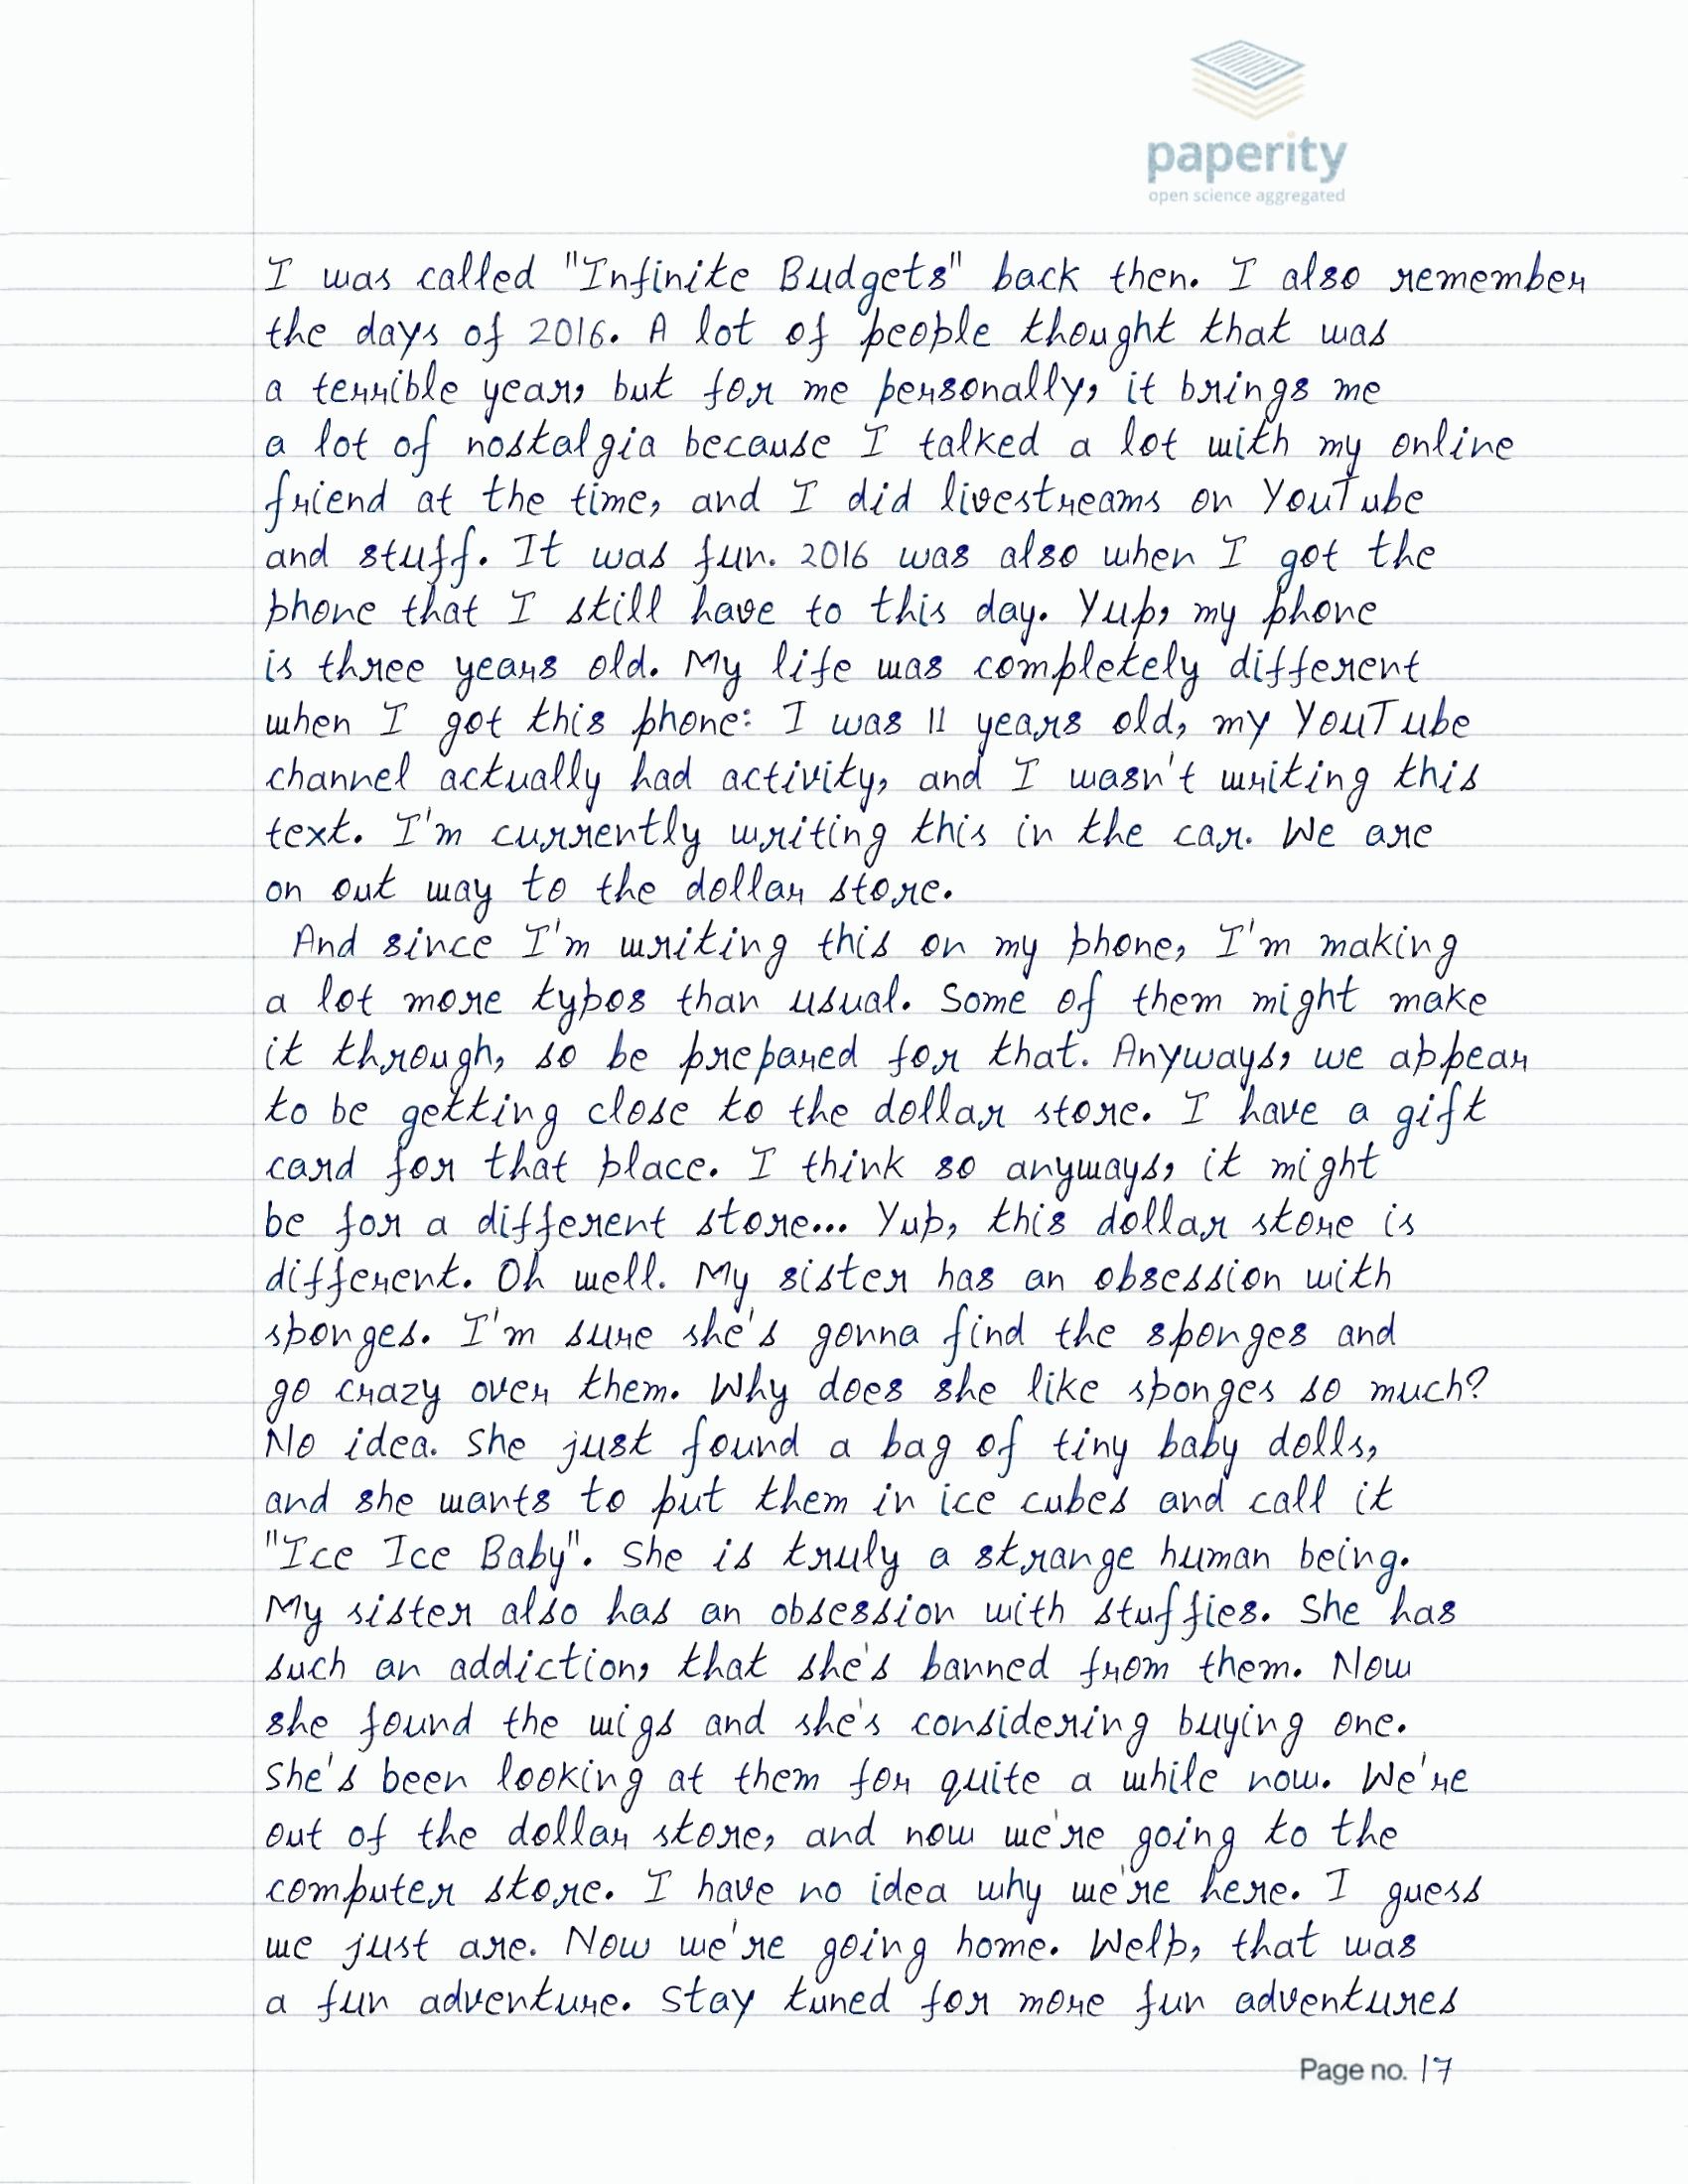 paperity
open science aggregated
I was called "Infinite Budgets" back then. I also remember
the days of 2016. A lot of people thought that was
a terrible year, but for me personally, it brings me
a lot of nostalgia because I talked a lot with my online
friend at the time, and I did livestreams on YouTube
and stuff. It was fun. 2016 was also when I got the
phone that I still have to this day. Yup, my phone
is three years old. My life was completely different
when I got this phone: I was 11 years old, my YouTube
channel actually had activity, and I wasn't writing this
text. I'm currently writing this in the car. We are
on out way to the dollar store.
And since I'm writing this on my phone, I'm making
a lot more typos than usual. Some of them might make
it through, so be prepared for that. Anyways, we appear
to be getting close to the dollar store. I have a gift
card for that place. I think so anyways, it might
be for a different store... Yup, this dollar store is
different. Oh well. My sister has an obsession with
sponges. I'm sure she's gonna find the sponges and
go crazy over them. Why does she like sponges so much?
No idea. She just found a bag of tiny baby dolls,
and she wants to put them in ice cubes and call it
"Ice Ice Baby". She is truly a strange human being.
My sister also has an obsession with stuffies. She has
such an addiction, that she's banned from them. Now
she found the wigs and she's considering buying one.
She's been looking at them for quite a while now. We're
out of the dollar store, and now we're going to the
computer store. I have no idea why we're here. I guess
we just are. Now we're going home. Welp, that was
a fun adventure. Stay tuned for more fun adventures
Page no. 17